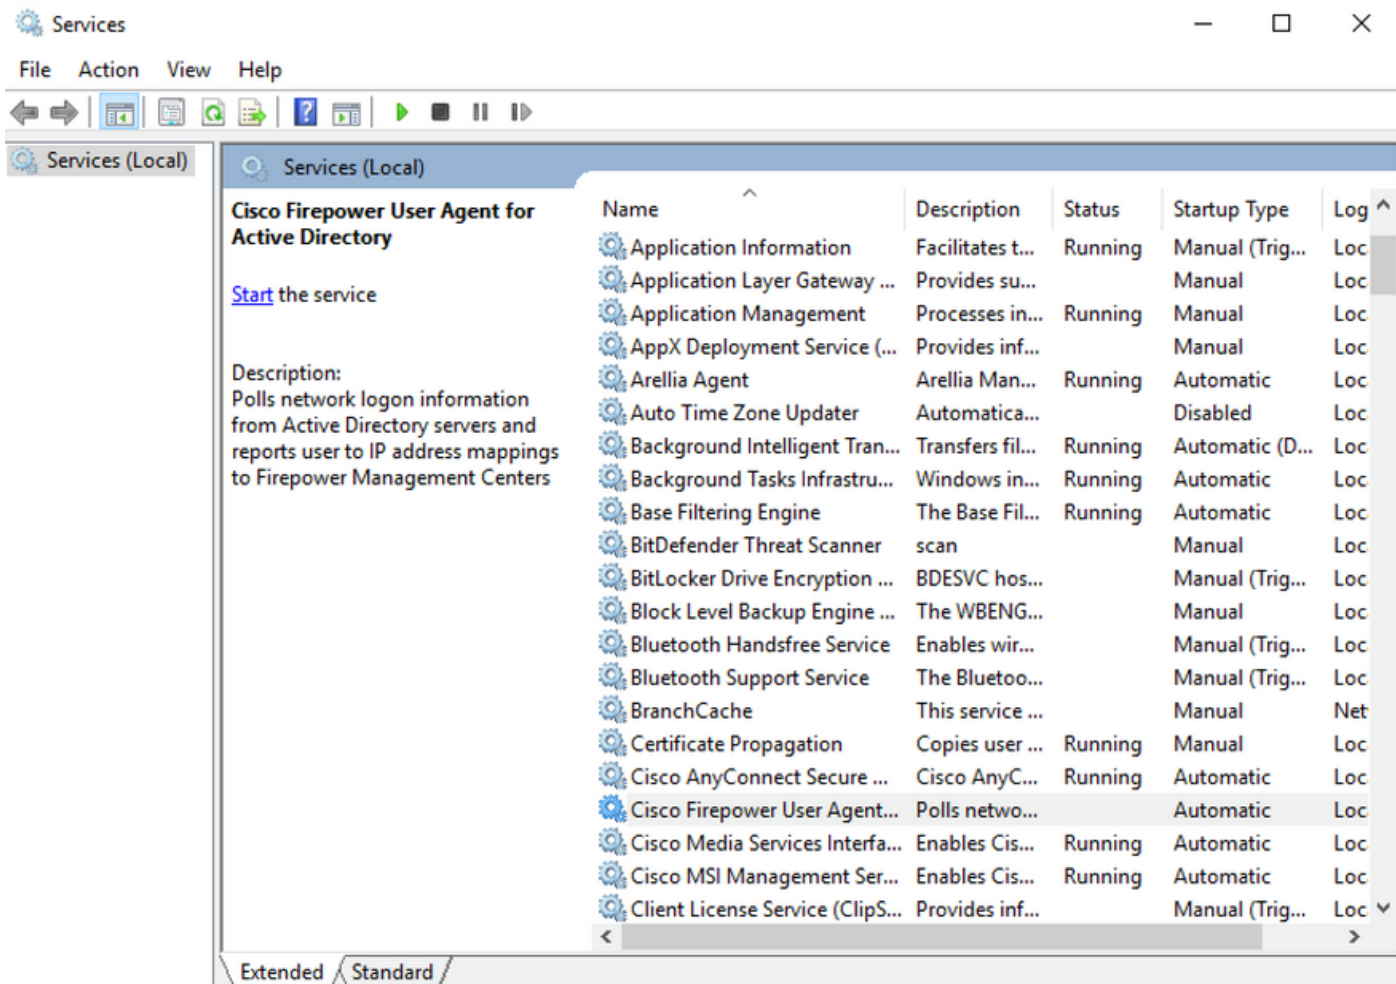 Services
File Action View Help
Services (Local)
Services (Local)
Cisco Firepower User Agent for
Active Directory
Start the service
Description:
Polls network logon information
from Active Directory servers and
reports user to IP address mappings
to Firepower Management Centers
Name Description Status Startup Type Log
Application Information Facilitates t... Running Manual (Trig... Loc
Application Layer Gateway ... Provides su... Manual Loc
Application Management Processes in... Running Manual Loc
AppX Deployment Service (... Provides inf... Manual Loc
Arellia Agent Arellia Man... Running Automatic Loc
Auto Time Zone Updater Automatica... Disabled Loc
Background Intelligent Tran... Transfers fil... Running Automatic (D... Loc
Background Tasks Infrastru... Windows in... Running Automatic Loc
Base Filtering Engine The Base Fil... Running Automatic Loc
BitDefender Threat Scanner scan Manual Loc
BitLocker Drive Encryption ... BDESVC hos... Manual (Trig... Loc
Block Level Backup Engine ... The WBENG... Manual Loc
Bluetooth Handsfree Service Enables wir... Manual (Trig... Loc
Bluetooth Support Service The Bluetoo... Manual (Trig... Loc
BranchCache This service ... Manual Net
Certificate Propagation Copies user ... Running Manual Loc
Cisco AnyConnect Secure ... Cisco AnyC... Running Automatic Loc
Cisco Firepower User Agent... Polls netwo... Automatic Loc
Cisco Media Services Interfa... Enables Cis... Running Automatic Loc
Cisco MSI Management Ser... Enables Cis... Running Automatic Loc
Client License Service (ClipS... Provides inf... Manual (Trig... Loc
Extended Standard